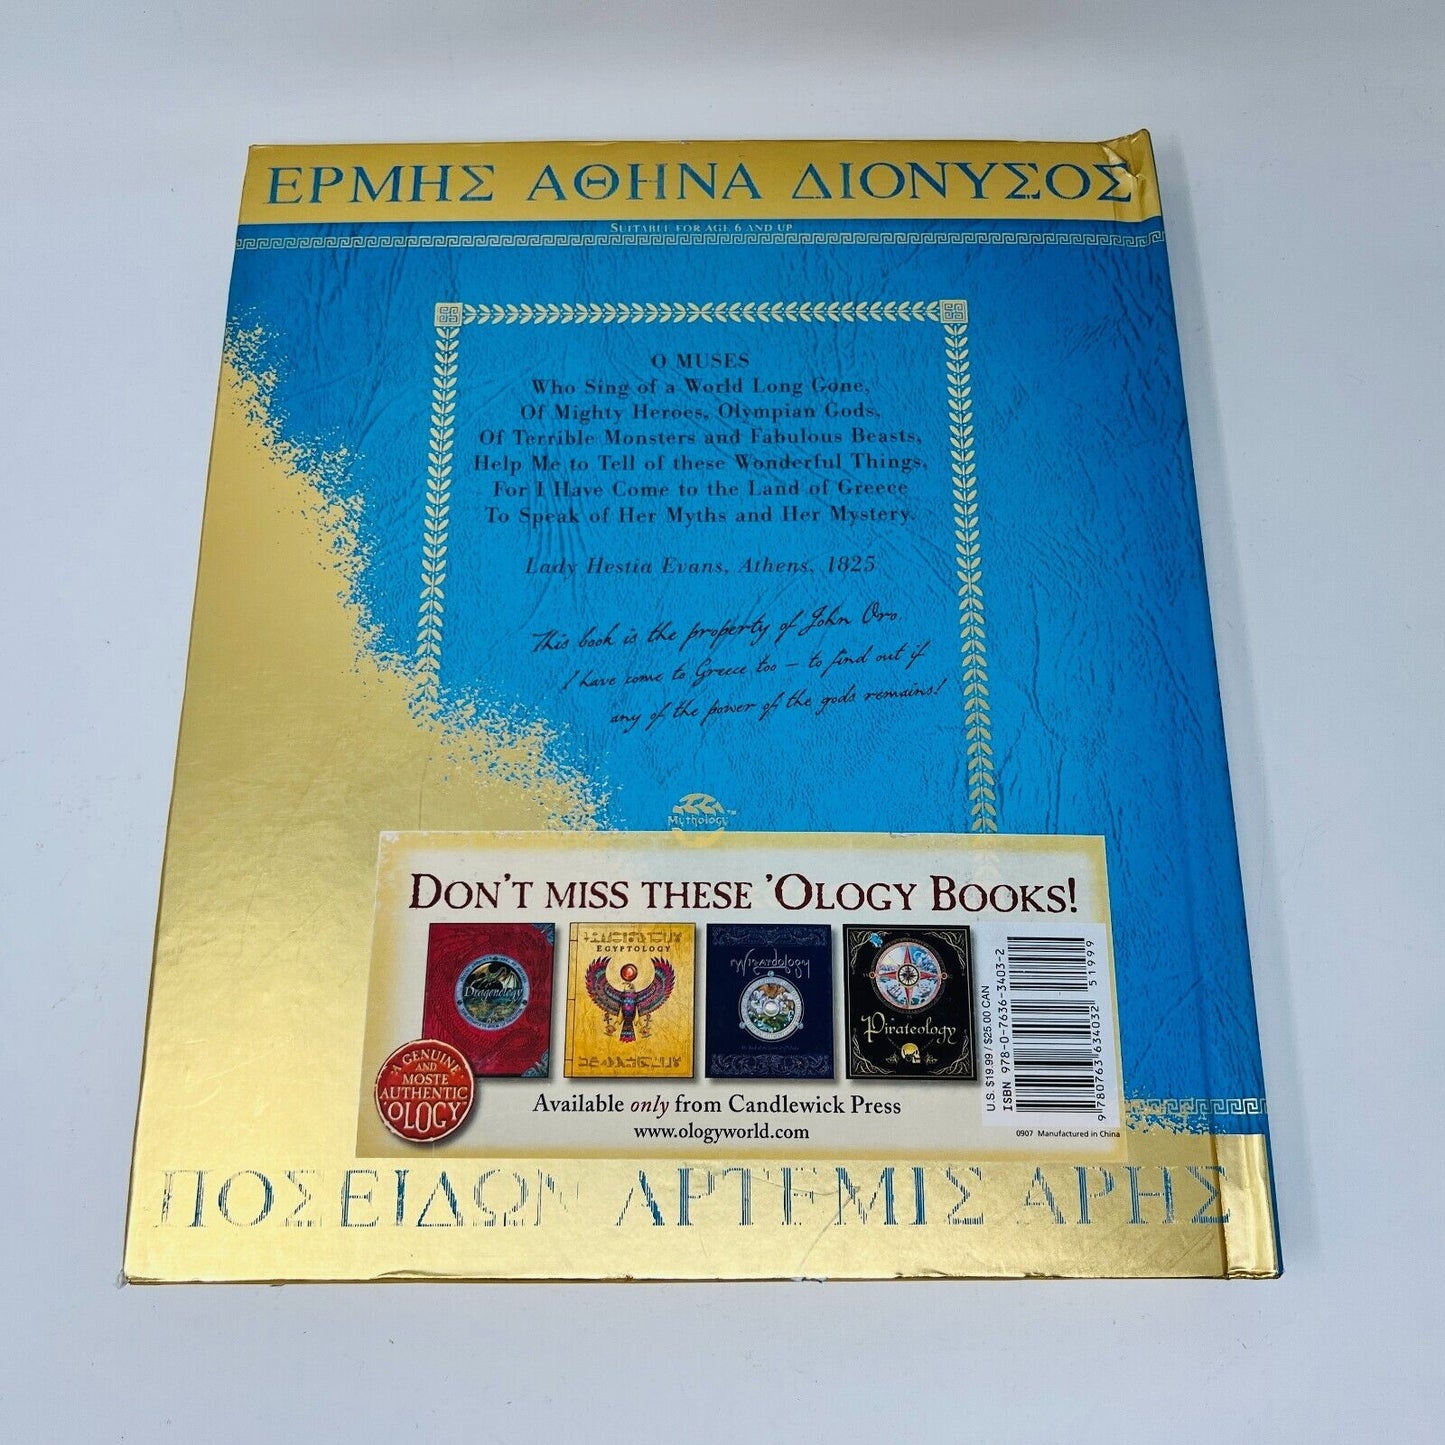 ΕΡΜΗΣ ΑΘΗΝΑ ΔΙΟΝΥΣΟΣ
SUITABLE FOR AGE 6 AND UP
O MUSES
Who Sing of a World Long Gone,
Of Mighty Heroes, Olympian Gods,
Of Terrible Monsters and Fabulous Beasts,
Help Me to Tell of these Wonderful Things,
For I Have Come to the Land of Greece
To Speak of Her Myths and Her Mystery.
Lady Hestia Evans, Athens, 1825
This book is the property of John Oro.
I have come to Greece too – to find out if
any of the power of the gods remains!
Mythology™
DON'T MISS THESE 'OLOGY BOOKS!
Dragonology
EGYPTOLOGY
Wizardology
Pirateology
A GENUINE
AND
MOSTE
AUTHENTIC
'OLOGY
Available only from Candlewick Press
www.ologyworld.com
U.S. $19.99 / $25.00 CAN
ISBN 978-0-7636-3403-2
51999
9 780763 634032
0907 Manufactured in China
ΠΟΣΕΙΔΩΝ ΑΡΤΕΜΙΣ ΑΡΗΣ